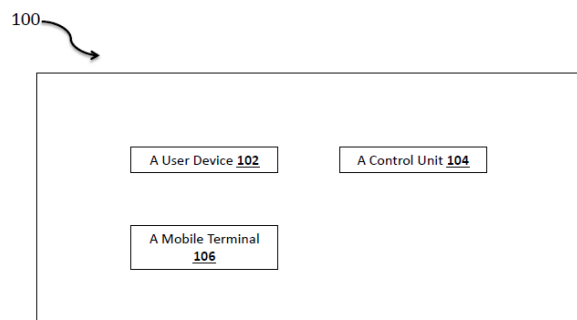 100
A User Device 102
A Control Unit 104
A Mobile Terminal
106